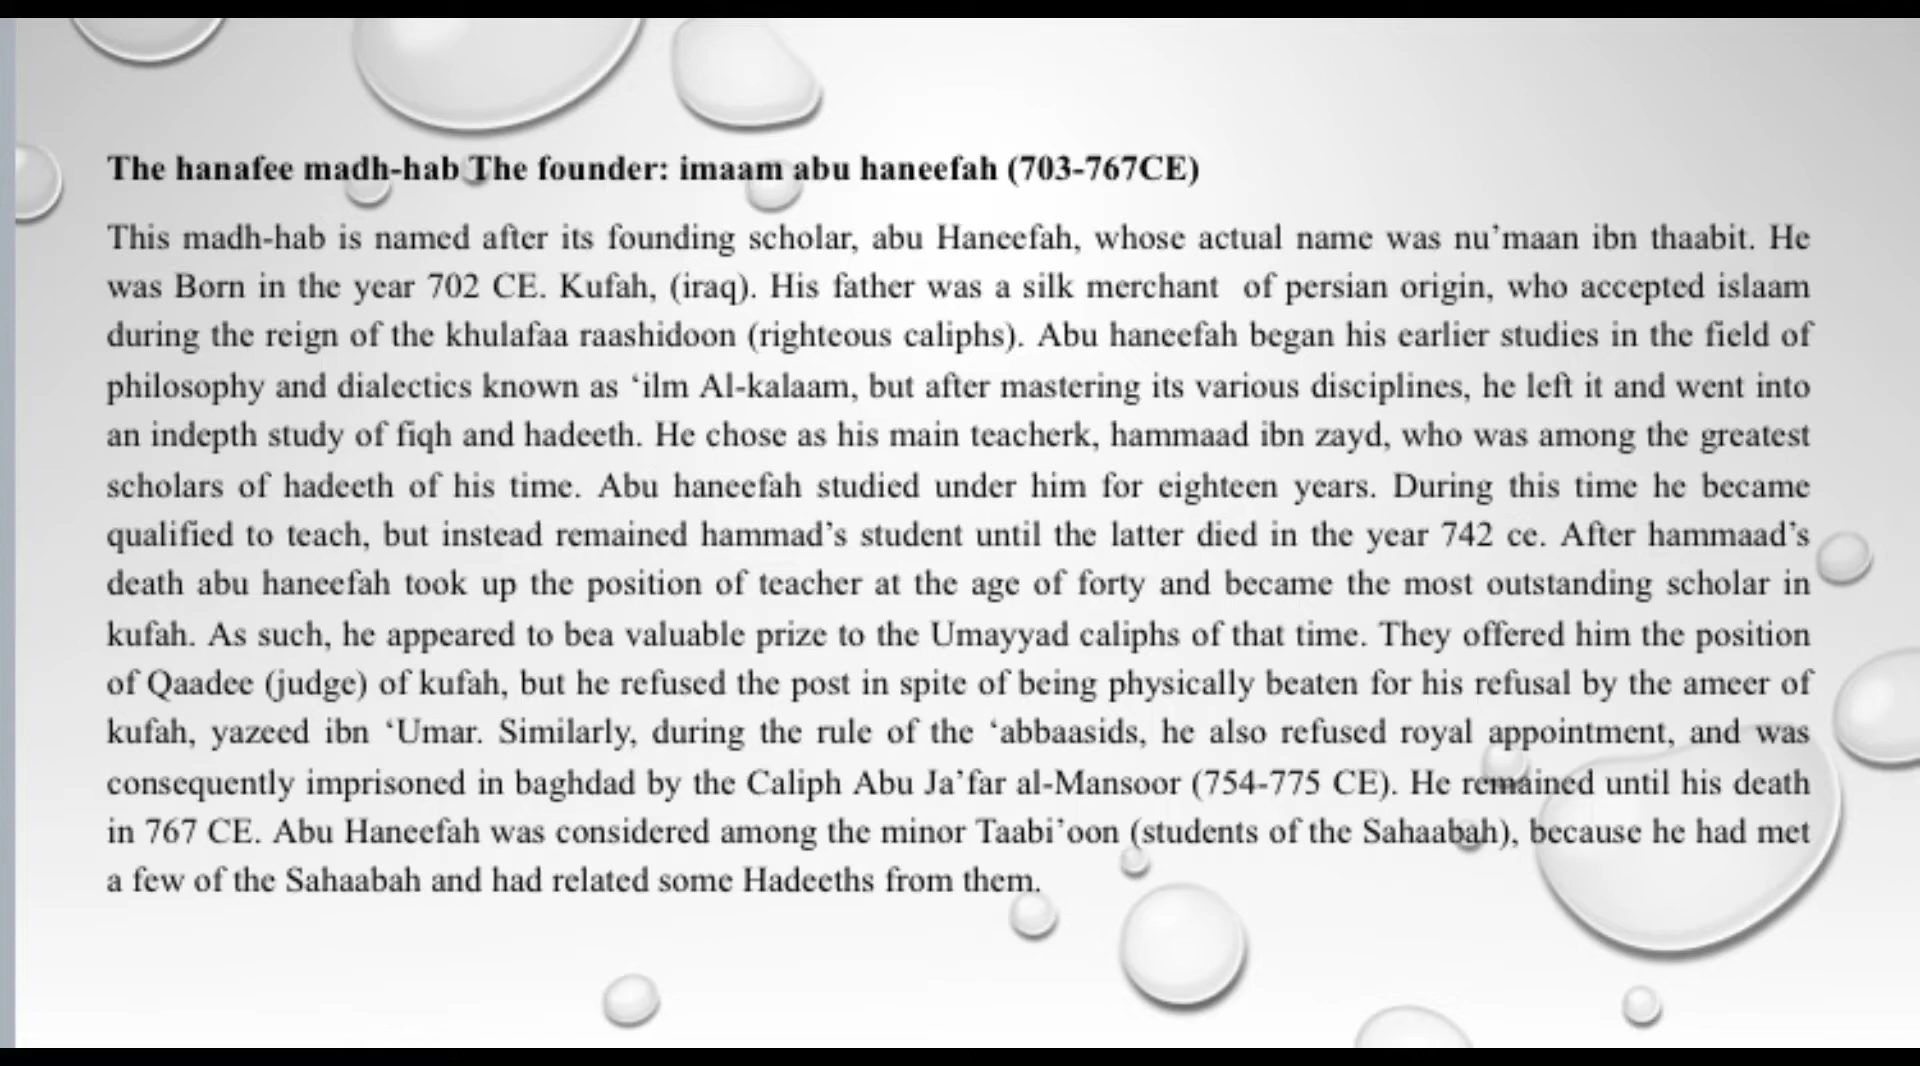 The hanafee madh-hab The founder: imaam abu haneefah (703-767CE)
This madh-hab is named after its founding scholar, abu Haneefah, whose actual name was nu’maan ibn thaabit. He
was Born in the year 702 CE. Kufah, (iraq). His father was a silk merchant of persian origin, who accepted islaam
during the reign of the khulafaa raashidoon (righteous caliphs). Abu haneefah began his earlier studies in the field of
philosophy and dialectics known as ‘ilm Al-kalaam, but after mastering its various disciplines, he left it and went into
an indepth study of fiqh and hadeeth. He chose as his main teacherk, hammaad ibn zayd, who was among the greatest
scholars of hadeeth of his time. Abu haneefah studied under him for eighteen years. During this time he became
qualified to teach, but instead remained hammad’s student until the latter died in the year 742 ce. After hammaad’s
death abu haneefah took up the position of teacher at the age of forty and became the most outstanding scholar in
kufah. As such, he appeared to bea valuable prize to the Umayyad caliphs of that time. They offered him the position
of Qaadee (judge) of kufah, but he refused the post in spite of being physically beaten for his refusal by the ameer of
kufah, yazeed ibn ‘Umar. Similarly, during the rule of the ‘abbaasids, he also refused royal appointment, and was
consequently imprisoned in baghdad by the Caliph Abu Ja’far al-Mansoor (754-775 CE). He remained until his death
in 767 CE. Abu Haneefah was considered among the minor Taabi’oon (students of the Sahaabah), because he had met
a few of the Sahaabah and had related some Hadeeths from them.